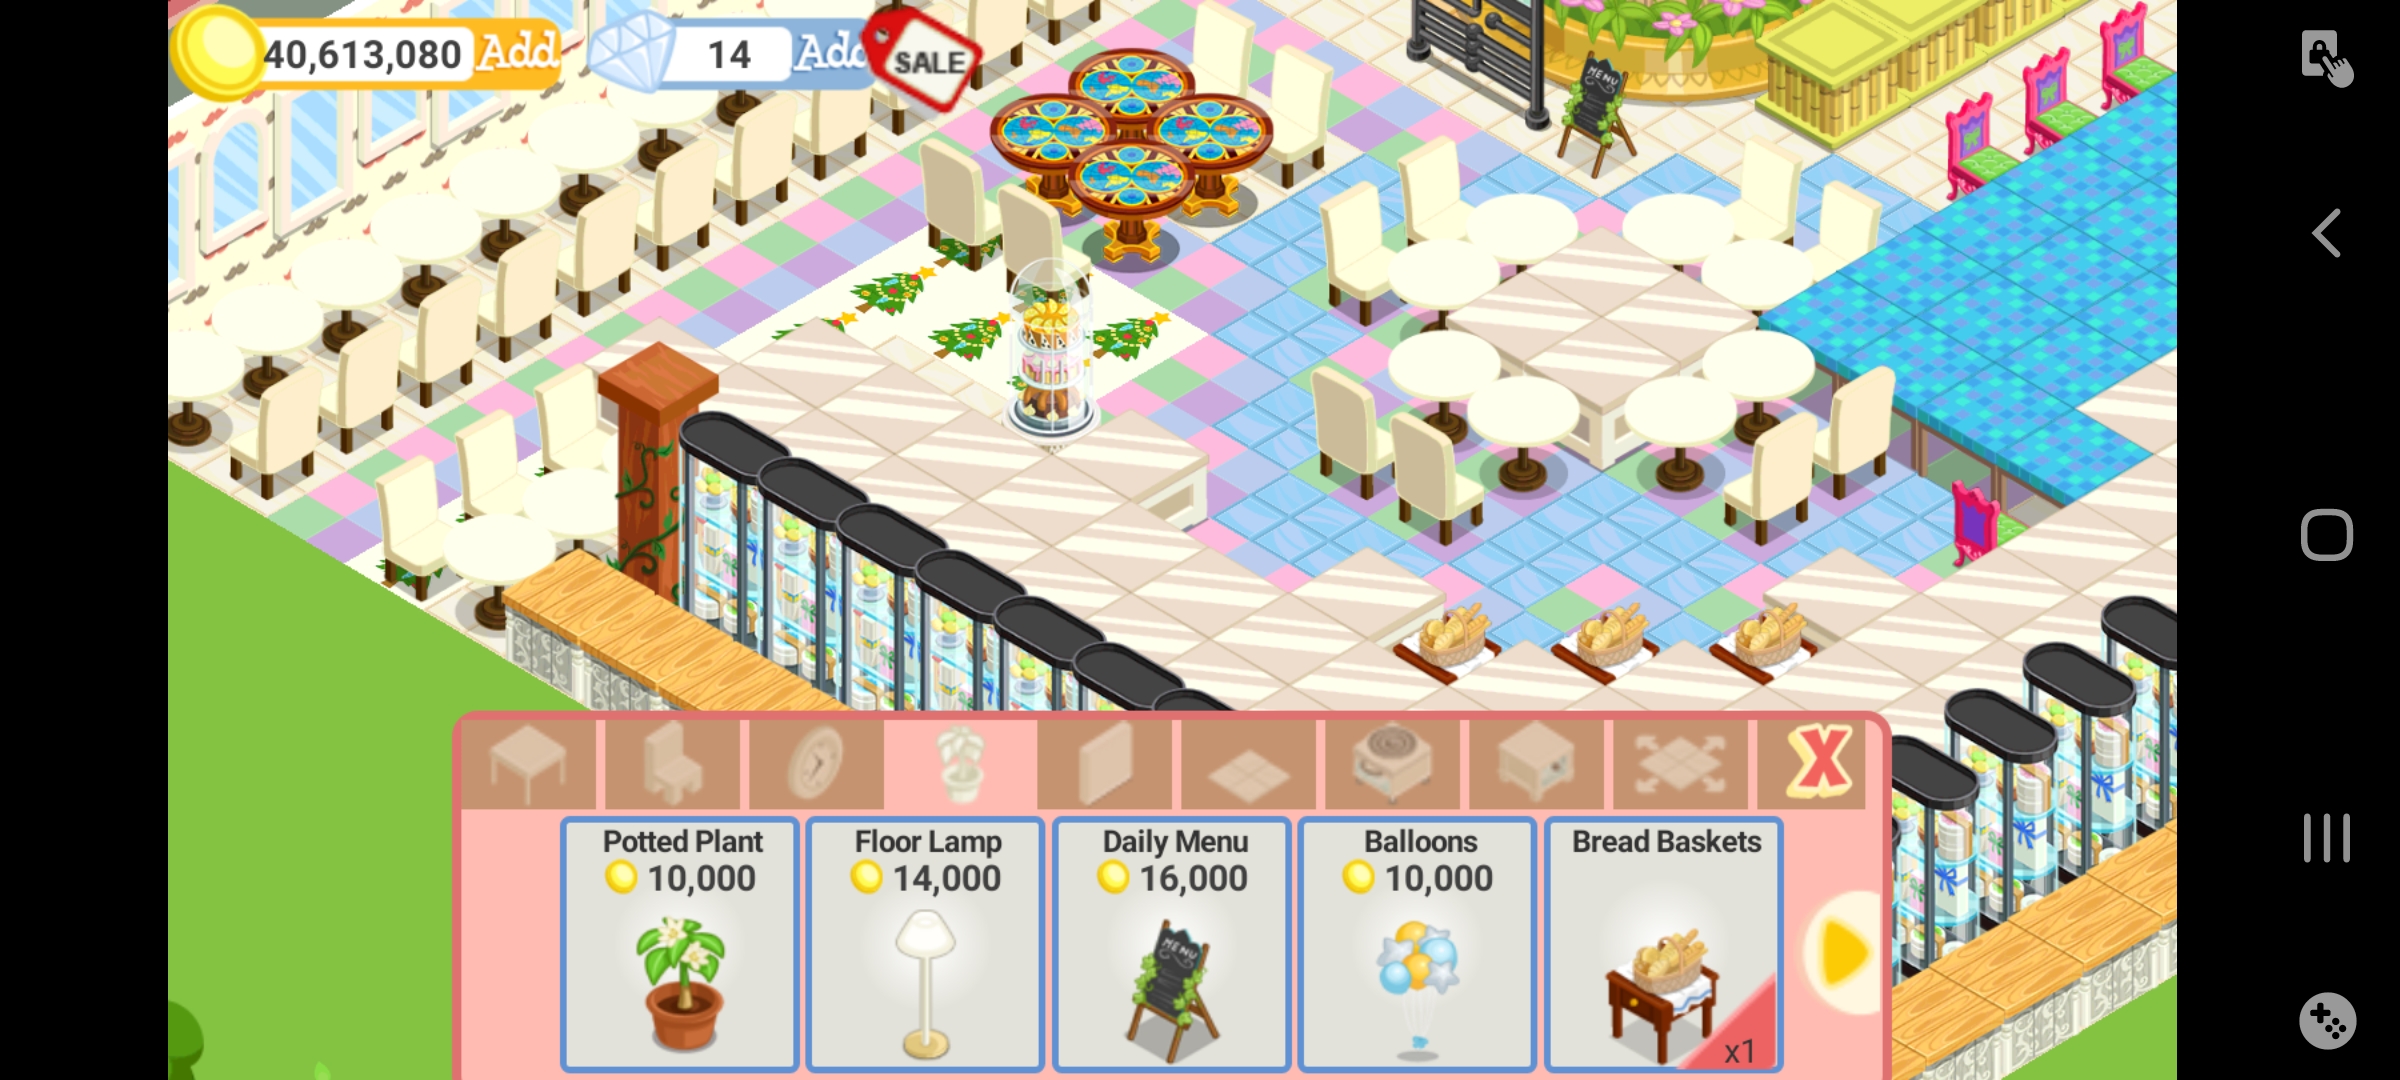 40,613,080 Add
14 Add
SALE
MENU
Potted Plant
10,000
Floor Lamp
14,000
Daily Menu
16,000
MENU
Balloons
10,000
Bread Baskets
x1